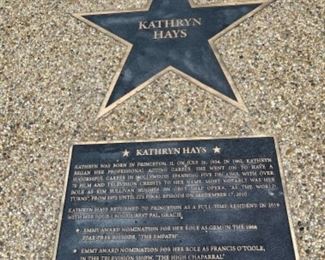 KATHRYN
HAYS
★ KATHRYN HAYS ★
KATHRYN WAS BORN IN PRINCETON, IL ON JULY 26, 1934. IN 1962, KATHRYN
BEGAN HER PROFESSIONAL ACTING CAREER. SHE WENT ON TO HAVE A
SUCCESSFUL CAREER IN HOLLYWOOD SPANNING FIVE DECADES WITH OVER
70 FILM AND TELEVISION CREDITS TO HER NAME. MOST NOTABLY WAS HER
ROLE AS KIM SULLIVAN HUGHES ON THE SOAP OPERA, "AS THE WORLD
TURNS" FROM 1972 UNTIL ITS FINAL EPISODE ON SEPTEMBER 17, 2010
KATHRYN HAYS RETURNED TO PRINCETON AS A FULL-TIME RESIDENT IN 2019
WITH HER FOUR LEGGED BEST PAL, GRACIE
EMMY AWARD NOMINATION FOR HER ROLE AS GEM IN THE 1968
STAR TREK EPISODE, "THE EMPATH"
EMMY AWARD NOMINATION FOR HER ROLE AS FRANCIS O'TOOLE,
IN THE TELEVISION SHOW, "THE HIGH CHAPARRAL"